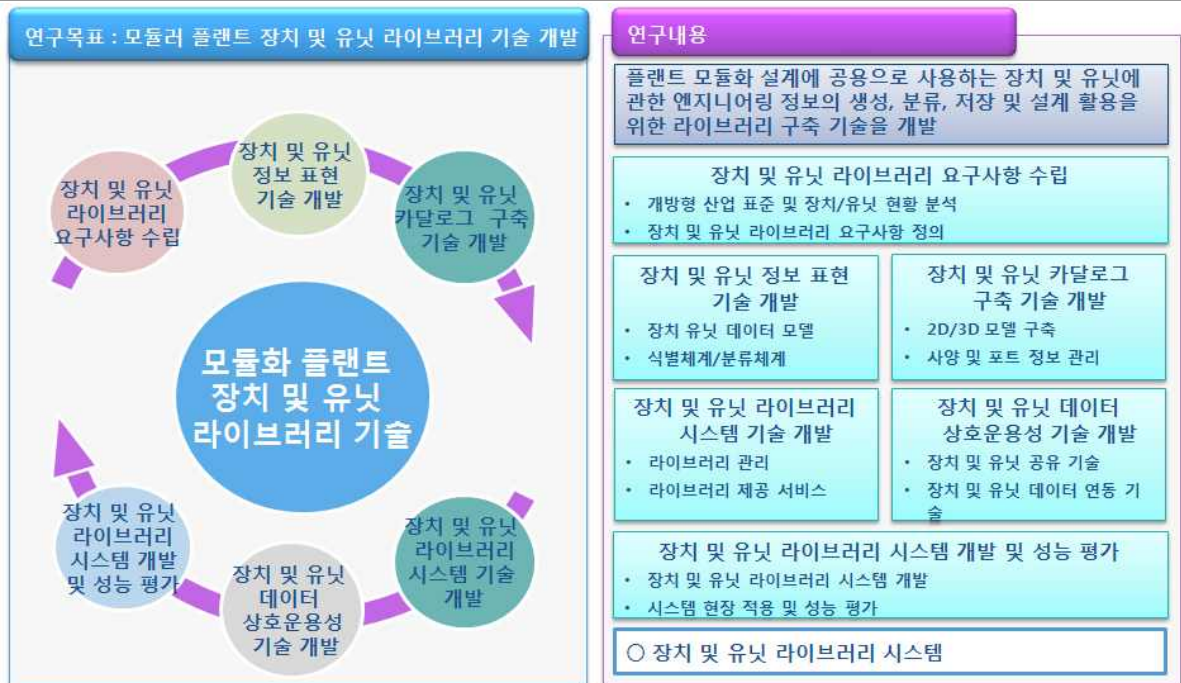 연구목표 : 모듈러 플랜트 장치 및 유닛 라이브러리 기술 개발
장치 및 유닛
라이브러리
요구사항 수립
장치 및 유닛
정보 표현
기술 개발
장치 및 유닛
카달로그 구축
기술 개발
모듈화 플랜트
장치 및 유닛
라이브러리 기술
장치 및 유닛
라이브러리
시스템 개발
및 성능 평가
장치 및 유닛
데이터
상호운용성
기술 개발
장치 및 유닛
라이브러리
시스템 기술
개발
연구내용
플랜트 모듈화 설계에 공용으로 사용하는 장치 및 유닛에
관한 엔지니어링 정보의 생성, 분류, 저장 및 설계 활용을
위한 라이브러리 구축 기술을 개발
장치 및 유닛 라이브러리 요구사항 수립
• 개방형 산업 표준 및 장치/유닛 현황 분석
• 장치 및 유닛 라이브러리 요구사항 정의
장치 및 유닛 정보 표현
기술 개발
• 장치 유닛 데이터 모델
• 식별체계/분류체계
장치 및 유닛 카달로그
구축 기술 개발
• 2D/3D 모델 구축
• 사양 및 포트 정보 관리
장치 및 유닛 라이브러리
시스템 기술 개발
• 라이브러리 관리
• 라이브러리 제공 서비스
장치 및 유닛 데이터
상호운용성 기술 개발
• 장치 및 유닛 공유 기술
• 장치 및 유닛 데이터 연동 기
술
장치 및 유닛 라이브러리 시스템 개발 및 성능 평가
• 장치 및 유닛 라이브러리 시스템 개발
• 시스템 현장 적용 및 성능 평가
○ 장치 및 유닛 라이브러리 시스템